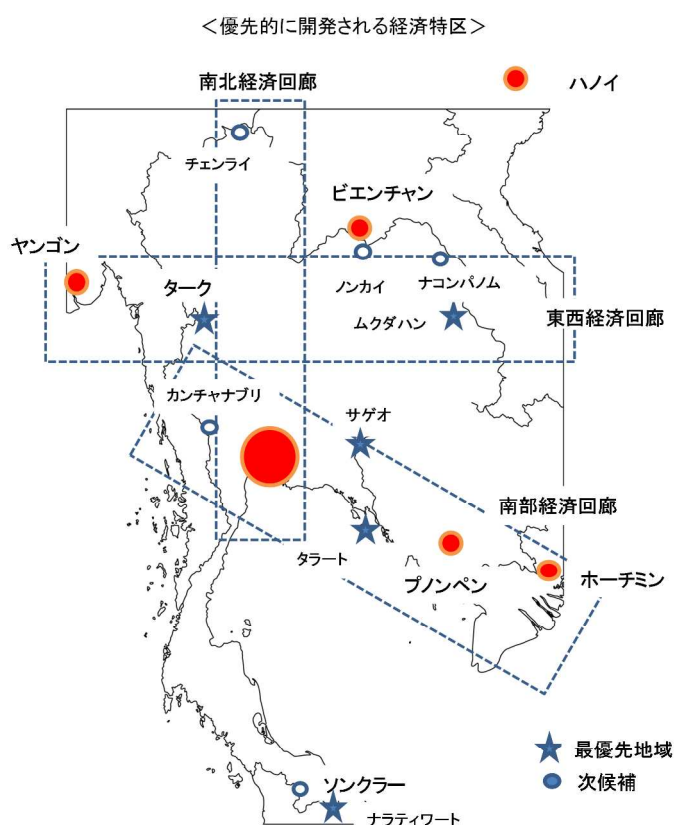 ＜優先的に開発される経済特区＞
南北経済回廊
ハノイ
チェンライ
ビエンチャン
ヤンゴン
ターク
ノンカイ
ナコンパノム
ムクダハン
東西経済回廊
カンチャナブリ
サゲオ
南部経済回廊
タラート
プノンペン
ホーチミン
最優先地域
ソンクラー
次候補
ナラティワート